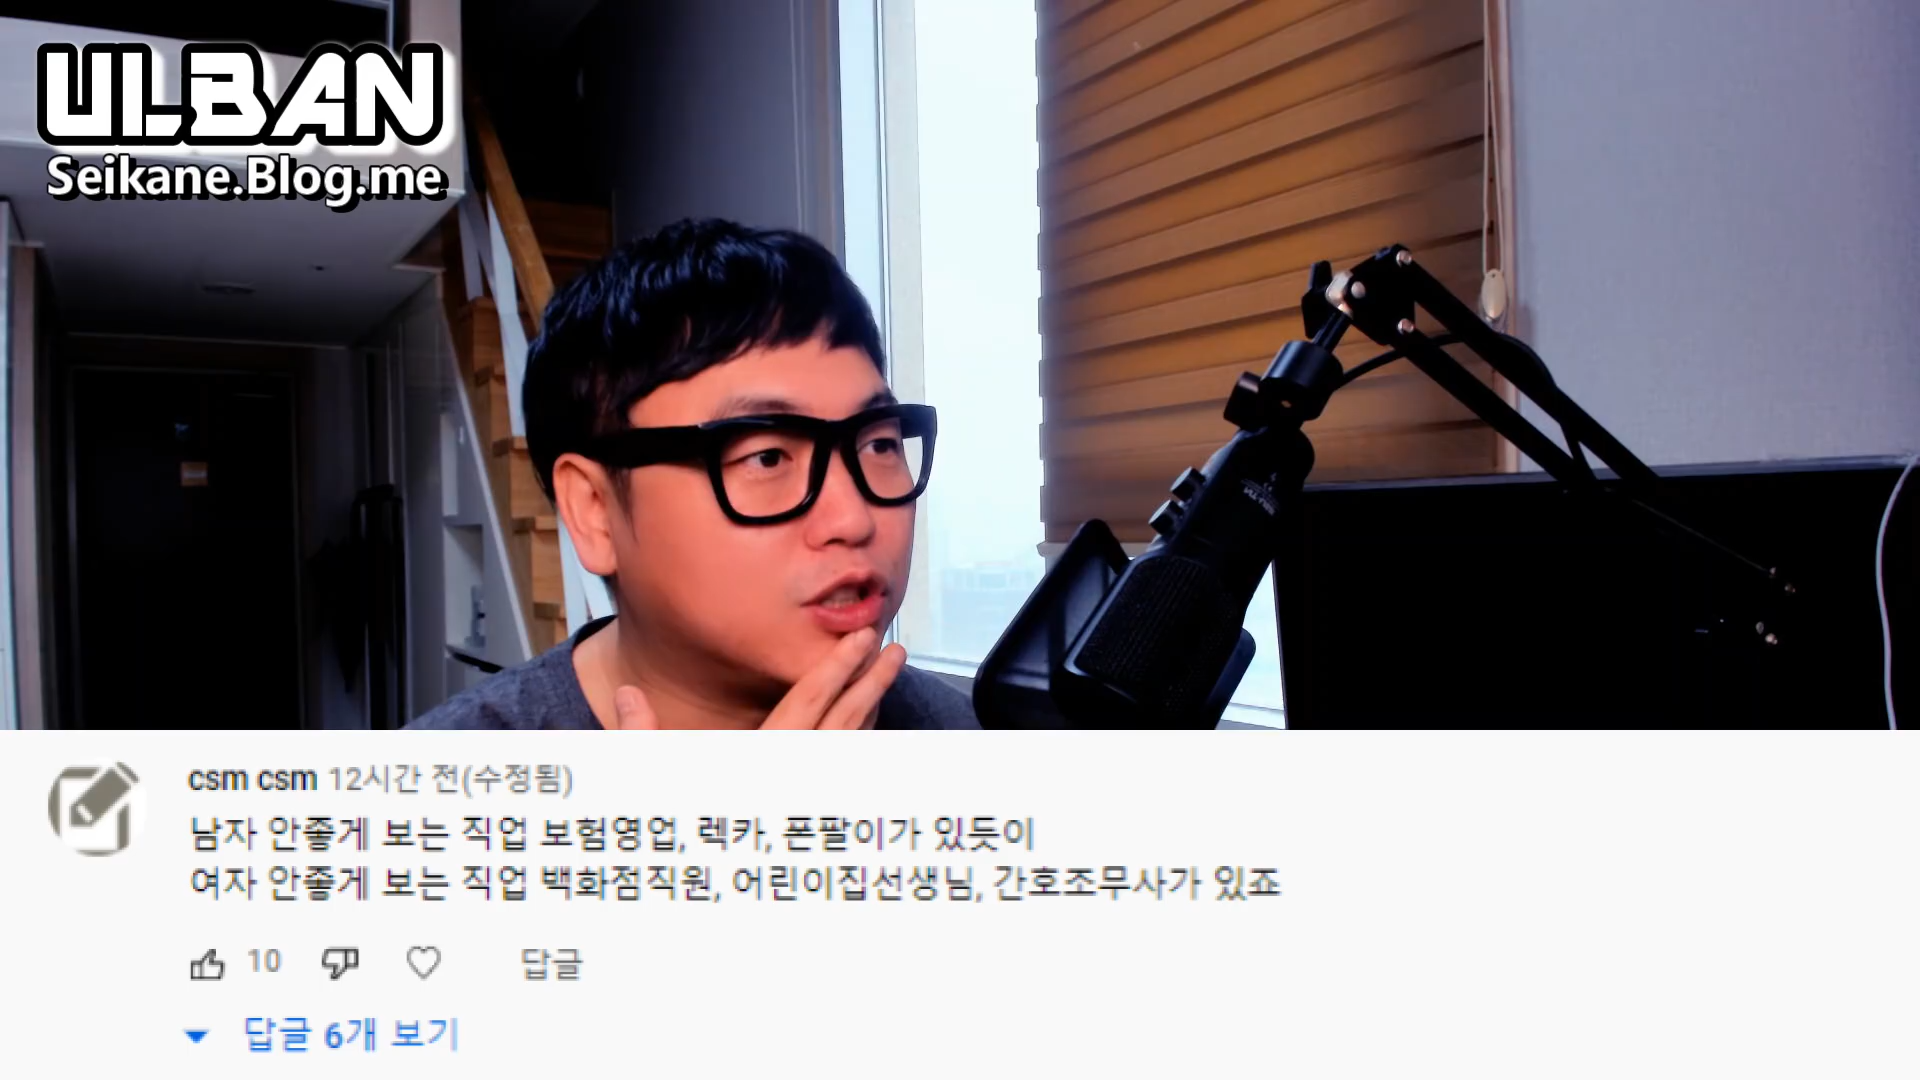 ULBAN
Seikane.Blog.me
csm csm 12시간 전(수정됨)
남자 안좋게 보는 직업 보험영업, 렉카, 폰팔이가 있듯이
여자 안좋게 보는 직업 백화점직원, 어린이집선생님, 간호조무사가 있죠
10 답글
답글 6개 보기